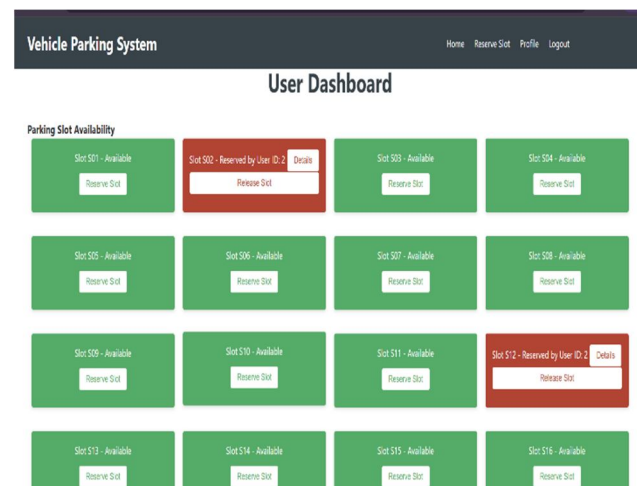 Vehicle Parking System
Home Reserve Slot Profile Logout
User Dashboard
Parking Slot Availability
Slot S01 - Available
Reserve Slot
Slot S02 - Reserved by User ID: 2 Details
Release Slot
Slot S03 - Available
Reserve Slot
Slot S04 - Available
Reserve Slot
Slot S05 - Available
Reserve Slot
Slot S06 - Available
Reserve Slot
Slot S07 - Available
Reserve Slot
Slot S08 - Available
Reserve Slot
Slot S09 - Available
Reserve Slot
Slot S10 - Available
Reserve Slot
Slot S11 - Available
Reserve Slot
Slot S12 - Reserved by User ID: 2 Details
Release Slot
Slot S13 - Available
Reserve Slot
Slot S14 - Available
Reserve Slot
Slot S15 - Available
Reserve Slot
Slot S16 - Available
Reserve Slot